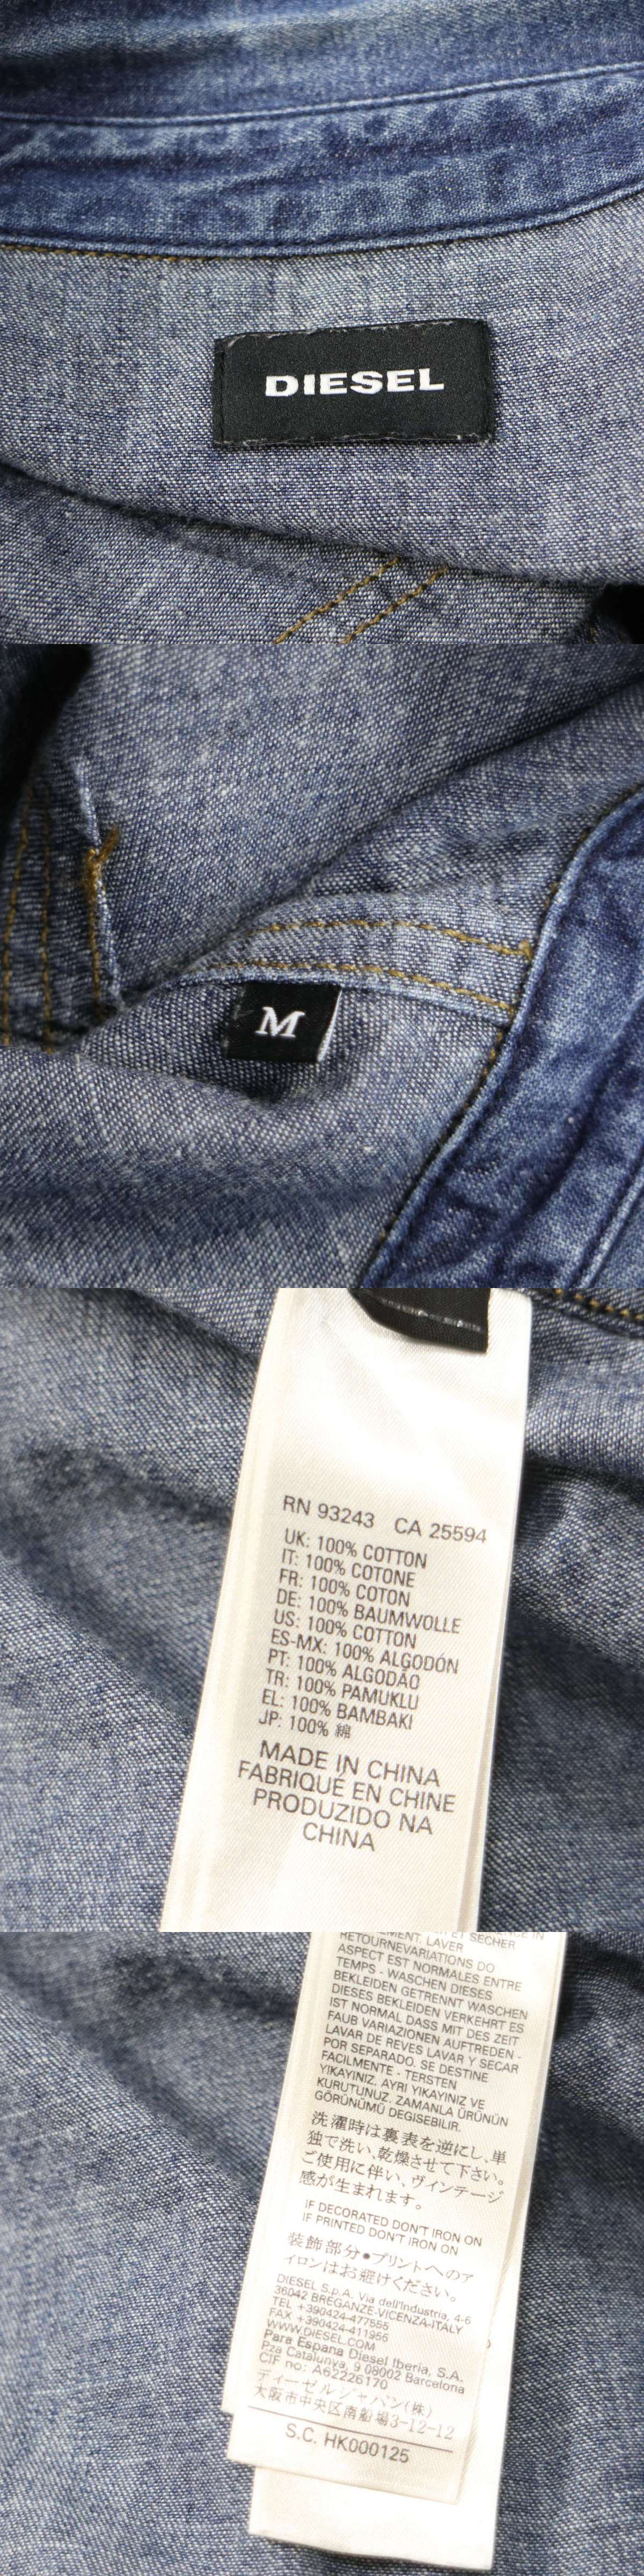 DIESEL
M
RN 93243 CA 25594
UK: 100% COTTON
IT: 100% COTONE
FR: 100% COTON
DE: 100% BAUMWOLLE
US: 100% COTTON
ES-MX: 100% ALGODÓN
PT: 100% ALGODÃO
TR: 100% PAMUKLU
EL: 100% BAMBAKI
JP: 100% 綿
MADE IN CHINA
FABRIQUÉ EN CHINE
PRODUZIDO NA
CHINA
ET SECHER
LAVER
RETOURNEVARIATIONS DO
ASPECT EST NORMALES ENTRE
TEMPS - WASCHEN DIESES
BEKLEIDEN GETRENNT WASCHEN
DIESES BEKLEIDEN VERKEHRT ES
IST NORMAL DASS MIT DES ZEIT
FAUB VARIAZIONEN AUFTREDEN -
LAVAR DE REVES LAVAR Y SECAR
POR SEPARADO. SE DESTINE
FACILMENTE - TERSTEN
YIKAYINIZ. AYRI YIKAYINIZ VE
KURUTUNUZ. ZAMANLA ÜRÜNÜN
GÖRÜNÜMÜ DEGISEBILIR.
洗濯時は裏表を逆にし、単
独で洗い、乾燥させて下さい。
ご使用に伴い、ヴィンテージ
感が生まれます。
IF DECORATED DON'T IRON ON
IF PRINTED DON'T IRON ON
装飾部分•プリントへのア
イロンはお避けください。
DIESEL S.p.A. Via dell'Industria, 4-6
36042 BREGANZE-VICENZA-ITALY
TEL +390424-477555
FAX +390424-411955
WWW.DIESEL.COM
Para Espana Diesel Iberia, S.A.
P.za Catalunya, 9 08002 Barcelona
CIF no: A62226170
ディーゼルジャパン(株)
大阪市中央区南船場3-12-12
S.C. HK000125